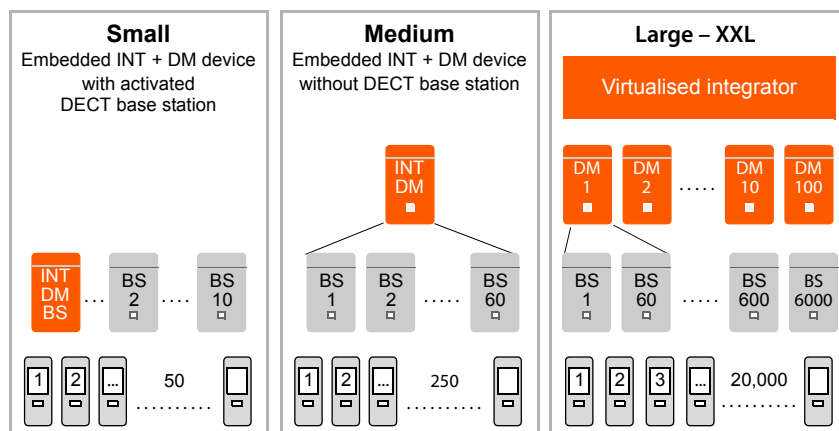 Small
Embedded INT + DM device
with activated
DECT base station
INT
DM
BS
...
BS
2
....
BS
10
1
2
...
50
..........
Medium
Embedded INT + DM device
without DECT base station
INT
DM
BS
1
BS
2
.....
BS
60
1
2
...
250
..........
Large – XXL
Virtualised integrator
DM
1
DM
2
.....
DM
10
DM
100
BS
1
BS
60
.....
BS
600
BS
6000
1
2
3
...
20,000
..........